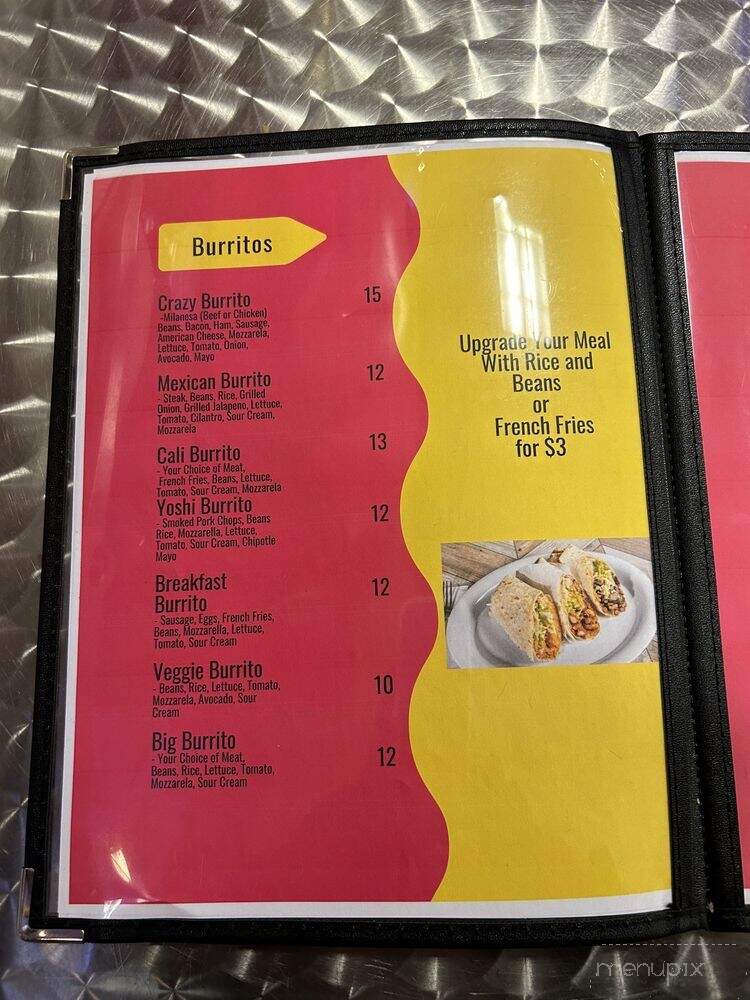 Burritos
Crazy Burrito 15
-Milanesa (Beef or Chicken)
Beans, Bacon, Ham, Sausage,
American Cheese, Mozzarela,
Lettuce, Tomato, Onion,
Avocado, Mayo
Mexican Burrito 12
- Steak, Beans, Rice, Grilled
Onion, Grilled Jalapeno, Lettuce,
Tomato, Cilantro, Sour Cream,
Mozzarela
Cali Burrito 13
- Your Choice of Meat,
French Fries, Beans, Lettuce,
Tomato, Sour Cream, Mozzarela
Yoshi Burrito 12
- Smoked Pork Chops, Beans
Rice, Mozzarella, Lettuce,
Tomato, Sour Cream, Chipotle
Mayo
Breakfast 12
Burrito
- Sausage, Eggs, French Fries,
Beans, Mozzarella, Lettuce,
Tomato, Sour Cream
Veggie Burrito 10
- Beans, Rice, Lettuce, Tomato,
Mozzarela, Avocado, Sour
Cream
Big Burrito 12
- Your Choice of Meat,
Beans, Rice, Lettuce, Tomato,
Mozzarela, Sour Cream
Upgrade Your Meal
With Rice and
Beans
or
French Fries
for $3
menupix